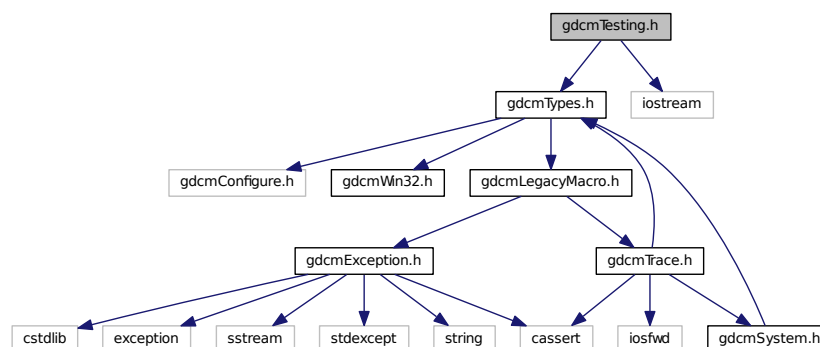 gdcmTesting.h
gdcmTypes.h
iostream
gdcmConfigure.h
gdcmWin32.h
gdcmLegacyMacro.h
gdcmException.h
gdcmTrace.h
cstdlib
exception
sstream
stdexcept
string
cassert
iosfwd
gdcmSystem.h